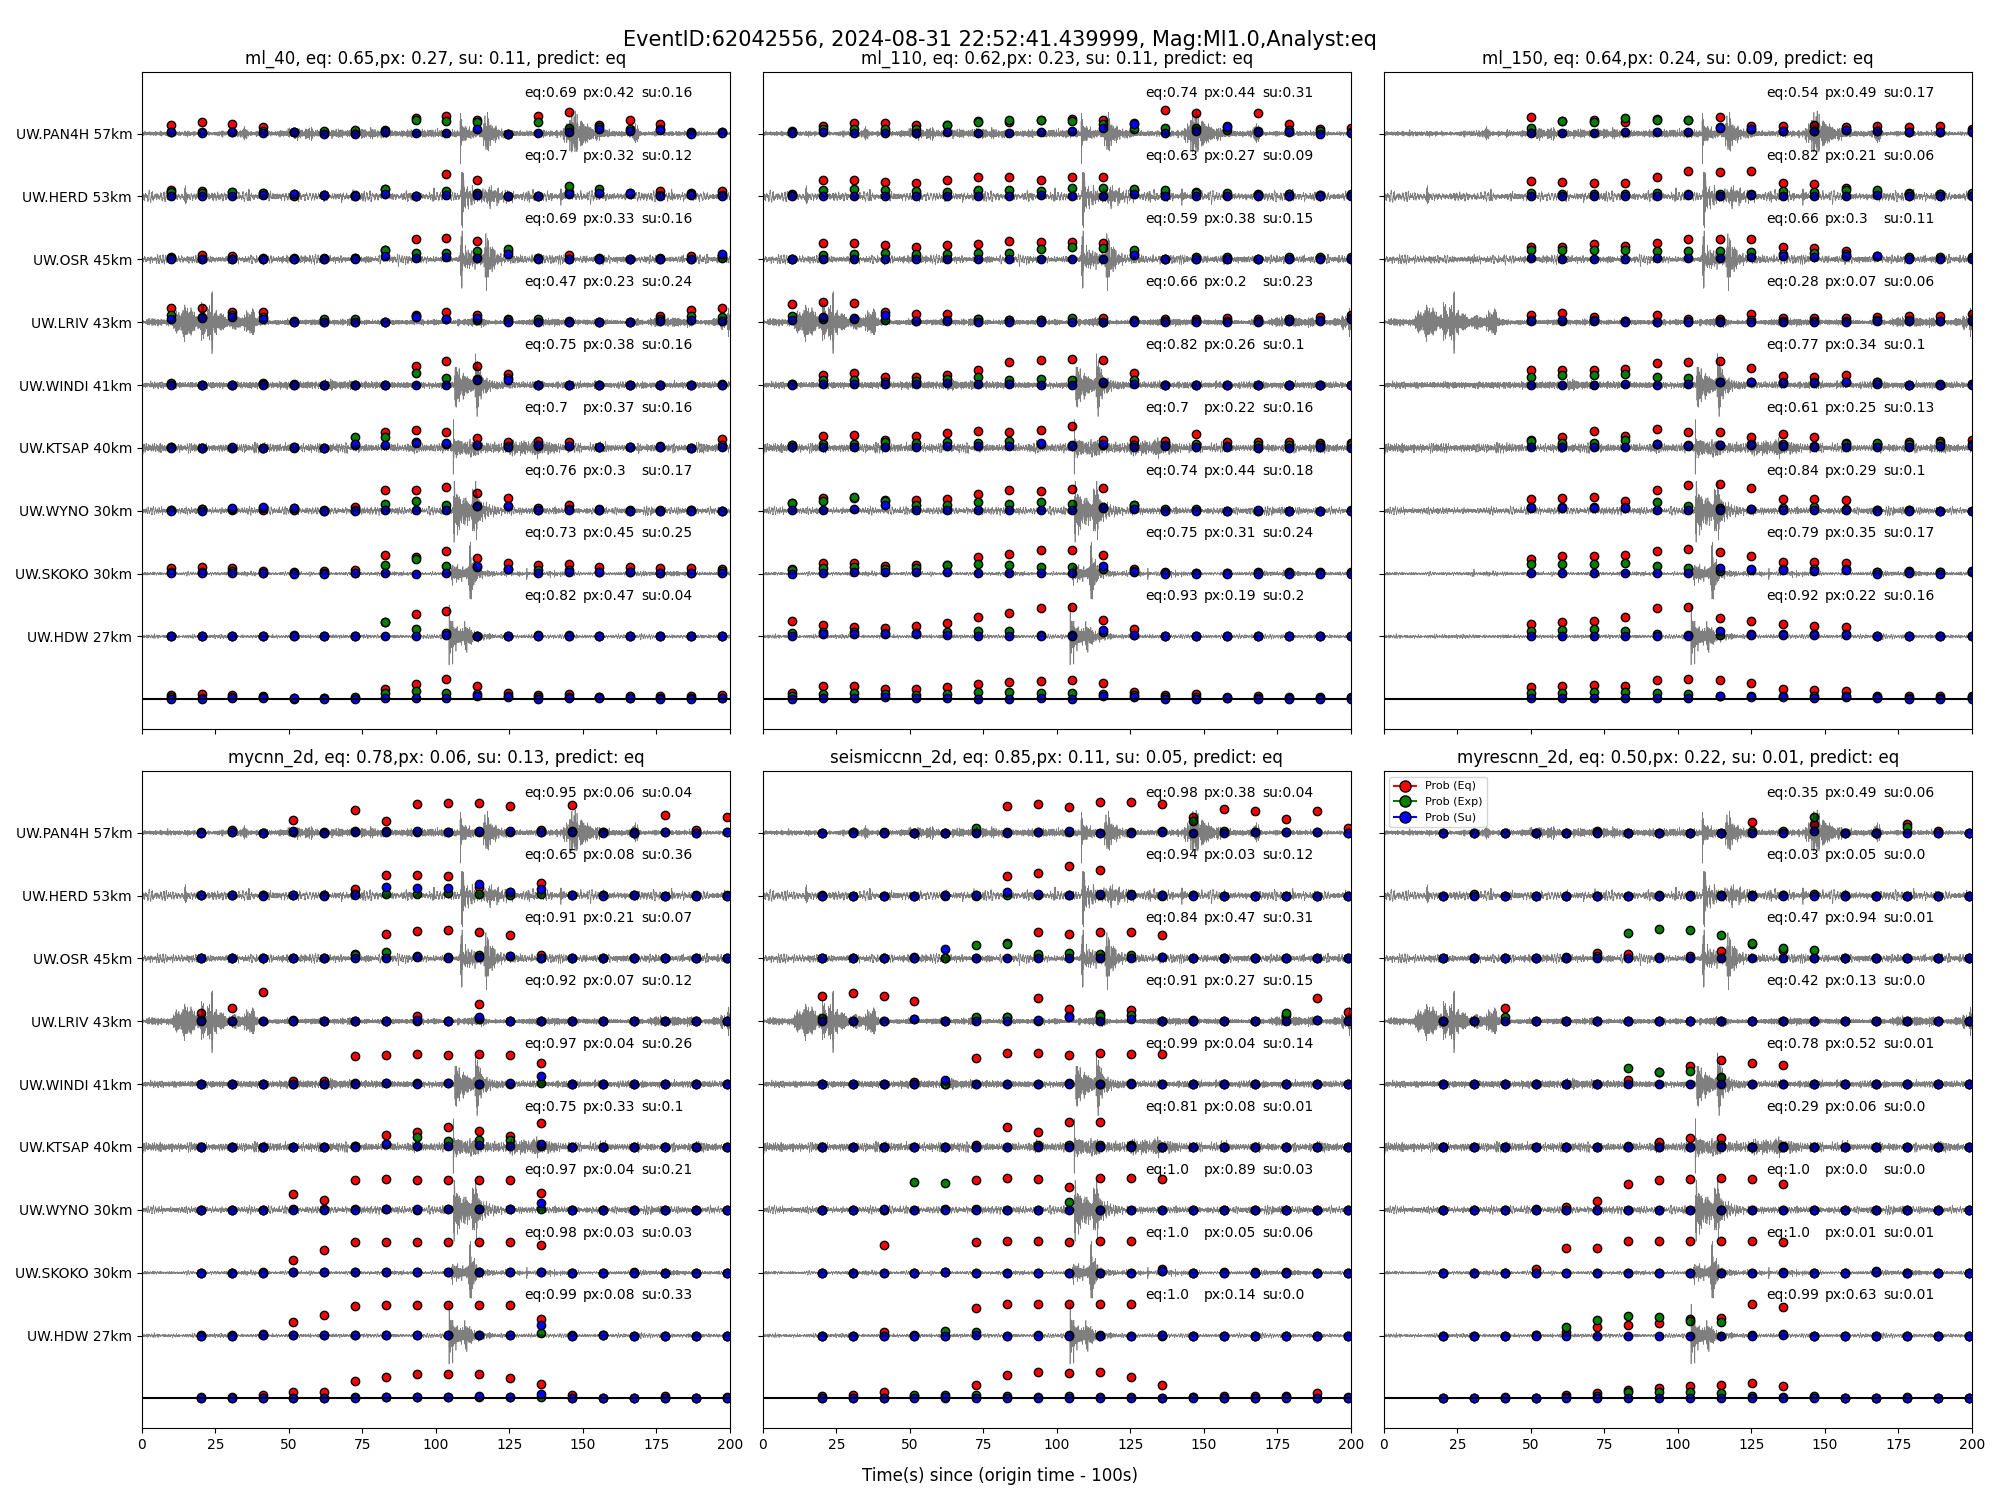 EventID:62042556, 2024-08-31 22:52:41.439999, Mag:Ml1.0,Analyst:eq
ml_40, eq: 0.65,px: 0.27, su: 0.11, predict: eq
eq:0.69 px:0.42 su:0.16
UW.PAN4H 57km
eq:0.7 px:0.32 su:0.12
UW.HERD 53km
eq:0.69 px:0.33 su:0.16
UW.OSR 45km
eq:0.47 px:0.23 su:0.24
UW.LRIV 43km
eq:0.75 px:0.38 su:0.16
UW.WINDI 41km
eq:0.7 px:0.37 su:0.16
UW.KTSAP 40km
eq:0.76 px:0.3 su:0.17
UW.WYNO 30km
eq:0.73 px:0.45 su:0.25
UW.SKOKO 30km
eq:0.82 px:0.47 su:0.04
UW.HDW 27km
ml_110, eq: 0.62,px: 0.23, su: 0.11, predict: eq
eq:0.74 px:0.44 su:0.31
eq:0.63 px:0.27 su:0.09
eq:0.59 px:0.38 su:0.15
eq:0.66 px:0.2 su:0.23
eq:0.82 px:0.26 su:0.1
eq:0.7 px:0.22 su:0.16
eq:0.74 px:0.44 su:0.18
eq:0.75 px:0.31 su:0.24
eq:0.93 px:0.19 su:0.2
ml_150, eq: 0.64,px: 0.24, su: 0.09, predict: eq
eq:0.54 px:0.49 su:0.17
eq:0.82 px:0.21 su:0.06
eq:0.66 px:0.3 su:0.11
eq:0.28 px:0.07 su:0.06
eq:0.77 px:0.34 su:0.1
eq:0.61 px:0.25 su:0.13
eq:0.84 px:0.29 su:0.1
eq:0.79 px:0.35 su:0.17
eq:0.92 px:0.22 su:0.16
mycnn_2d, eq: 0.78,px: 0.06, su: 0.13, predict: eq
eq:0.95 px:0.06 su:0.04
UW.PAN4H 57km
eq:0.65 px:0.08 su:0.36
UW.HERD 53km
eq:0.91 px:0.21 su:0.07
UW.OSR 45km
eq:0.92 px:0.07 su:0.12
UW.LRIV 43km
eq:0.97 px:0.04 su:0.26
UW.WINDI 41km
eq:0.75 px:0.33 su:0.1
UW.KTSAP 40km
eq:0.97 px:0.04 su:0.21
UW.WYNO 30km
eq:0.98 px:0.03 su:0.03
UW.SKOKO 30km
eq:0.99 px:0.08 su:0.33
UW.HDW 27km
0 25 50 75 100 125 150 175 200
seismiccnn_2d, eq: 0.85,px: 0.11, su: 0.05, predict: eq
eq:0.98 px:0.38 su:0.04
eq:0.94 px:0.03 su:0.12
eq:0.84 px:0.47 su:0.31
eq:0.91 px:0.27 su:0.15
eq:0.99 px:0.04 su:0.14
eq:0.81 px:0.08 su:0.01
eq:1.0 px:0.89 su:0.03
eq:1.0 px:0.05 su:0.06
eq:1.0 px:0.14 su:0.0
0 25 50 75 100 125 150 175 200
myrescnn_2d, eq: 0.50,px: 0.22, su: 0.01, predict: eq
Prob (Eq)
Prob (Exp)
Prob (Su)
eq:0.35 px:0.49 su:0.06
eq:0.03 px:0.05 su:0.0
eq:0.47 px:0.94 su:0.01
eq:0.42 px:0.13 su:0.0
eq:0.78 px:0.52 su:0.01
eq:0.29 px:0.06 su:0.0
eq:1.0 px:0.0 su:0.0
eq:1.0 px:0.01 su:0.01
eq:0.99 px:0.63 su:0.01
0 25 50 75 100 125 150 175 200
Time(s) since (origin time - 100s)